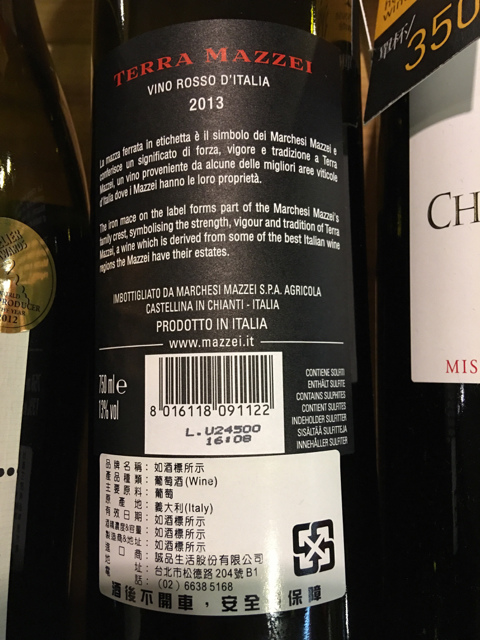 TERRA MAZZEI
VINO ROSSO D'ITALIA
2013
La mazza ferrata in etichetta è il simbolo dei Marchesi Mazzei e
conferisce un significato di forza, vigore e tradizione a Terra
Mazzei, un vino proveniente da alcune delle migliori aree viticole
d'Italia dove i Mazzei hanno le loro proprietà.
The iron mace on the label forms part of the Marchesi Mazzei's
family crest, symbolising the strength, vigour and tradition of Terra
Mazzei, a wine which is derived from some of the best Italian wine
regions the Mazzei have their estates.
IMBOTTIGLIATO DA MARCHESI MAZZEI S.P.A. AGRICOLA
CASTELLINA IN CHIANTI - ITALIA
PRODOTTO IN ITALIA
www.mazzei.it
750 ml e
13% vol
8 016118 091122
L.U24500
16:08
CONTIENE SOLFITI
ENTHÄLT SULFITE
CONTAINS SULPHITES
CONTIENT SULFITES
INDEHOLDER SULFITTER
SISÄLTÄÄ SULFIITTEJA
INNEHÅLLER SULFITER
品牌名稱：如酒標所示
產品種類：葡萄酒(Wine)
主要原料：葡萄
原產地：義大利(Italy)
有效日期：如酒標所示
酒精濃度&容量：如酒標所示
製造商&地：如酒標所示
進口商：誠品生活股份有限公司
地址：台北市松德路204號B1
電話：(02) 6638 5168
酒後不開車，安全有保障
350
CH
MIS
2012